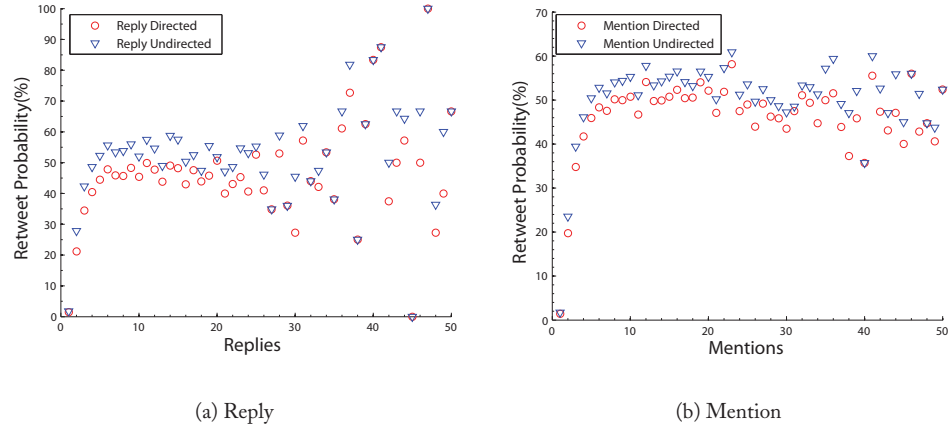 Reply Directed
Reply Undirected
Retweet Probability(%)
100
90
80
70
60
50
40
30
20
10
0
0 10 20 30 40 50
Replies
(a) Reply
Mention Directed
Mention Undirected
Retweet Probability(%)
70
60
50
40
30
20
10
0
0 10 20 30 40 50
Mentions
(b) Mention